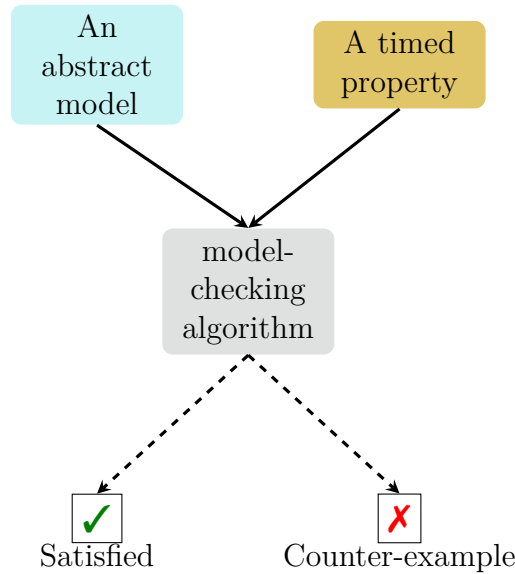 An
abstract
model
A timed
property
model-
checking
algorithm
✓
✗
Satisfied
Counter-example